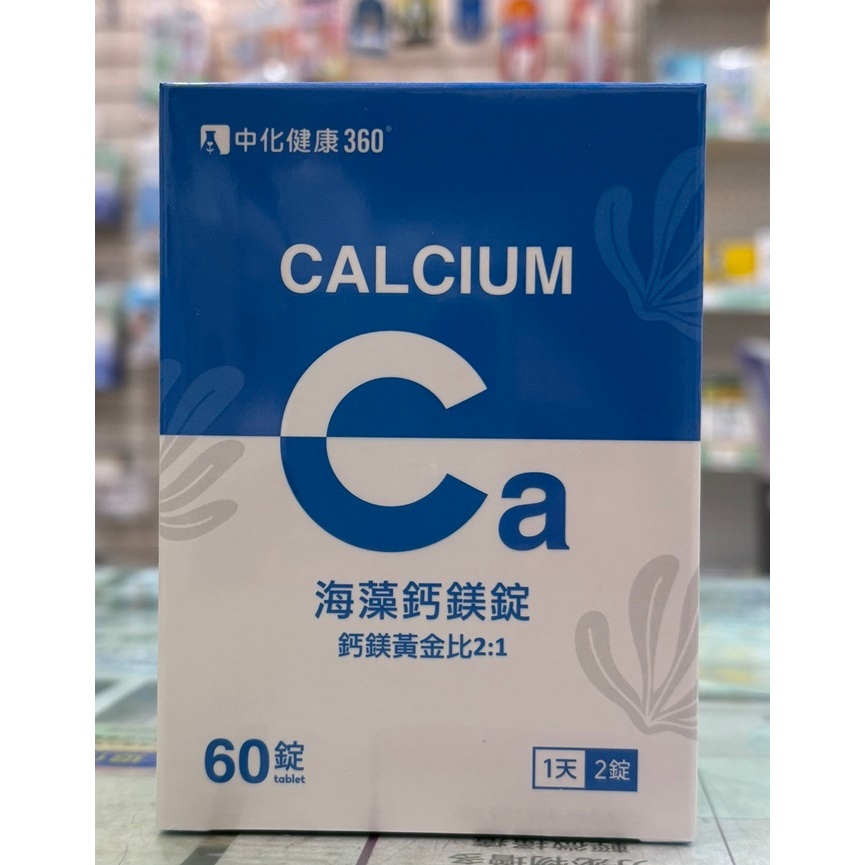 中化健康360®
CALCIUM
Ca
海藻鈣鎂錠
鈣鎂黃金比2:1
60錠
tablet
1天 2錠